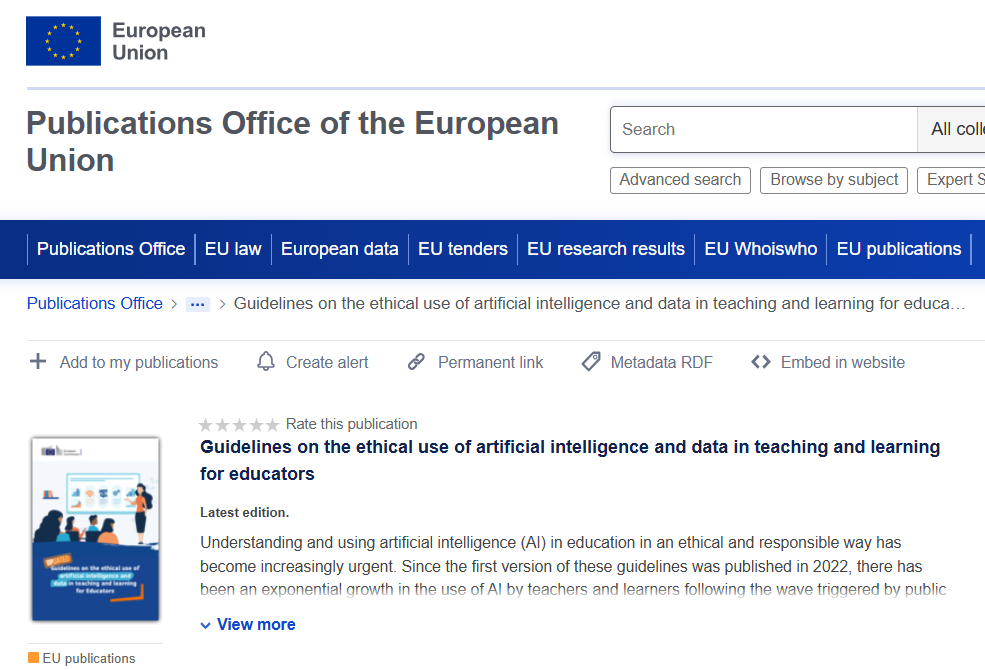 European
Union
Publications Office of the European
Union
Search
All colle
Advanced search
Browse by subject
Expert S
Publications Office
EU law
European data
EU tenders
EU research results
EU Whoiswho
EU publications
Publications Office > ... > Guidelines on the ethical use of artificial intelligence and data in teaching and learning for educa…
Add to my publications
Create alert
Permanent link
Metadata RDF
Embed in website
Rate this publication
Guidelines on the ethical use of artificial intelligence and data in teaching and learning
for educators
Latest edition.
Understanding and using artificial intelligence (AI) in education in an ethical and responsible way has
become increasingly urgent. Since the first version of these guidelines was published in 2022, there has
been an exponential growth in the use of AI by teachers and learners following the wave triggered by public
View more
UPDATED
Guidelines on the ethical use of
artificial intelligence and
data in teaching and learning
for Educators
EU publications